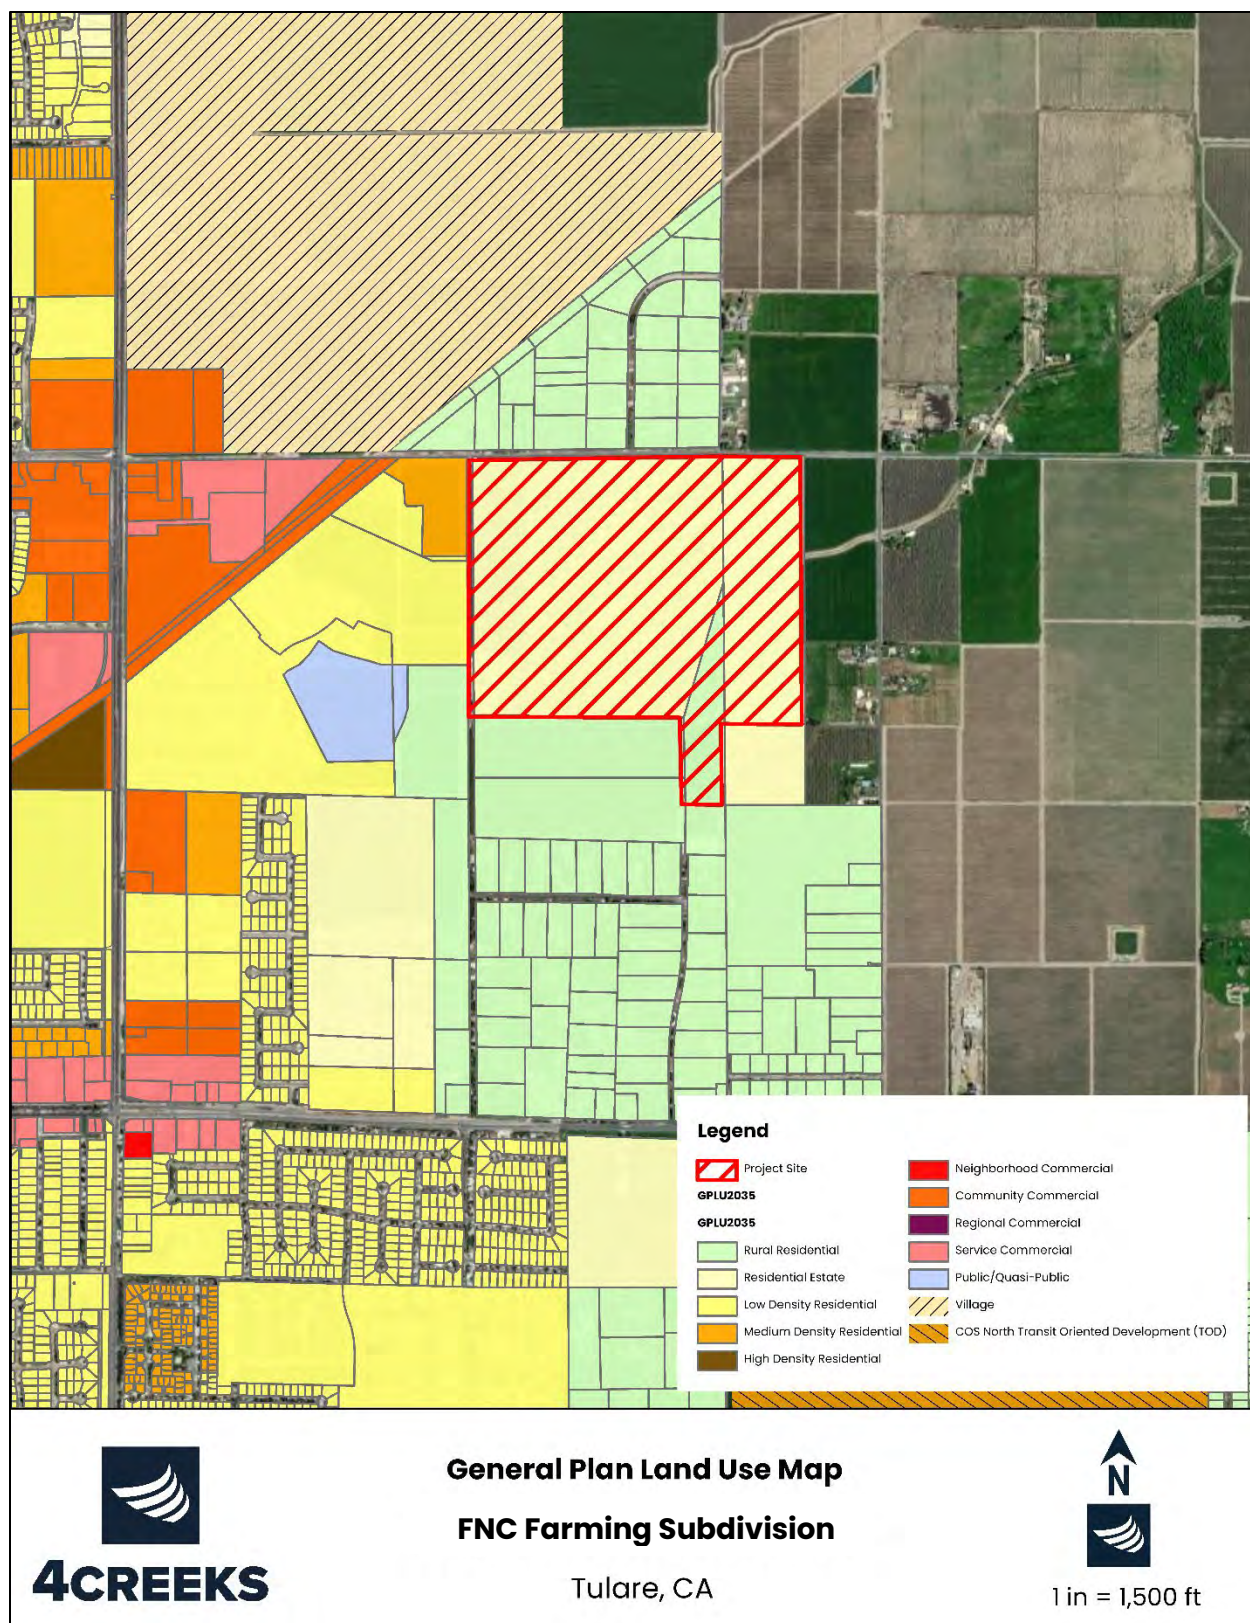 Legend
Project Site
GPLU2035
GPLU2035
Rural Residential
Residential Estate
Low Density Residential
Medium Density Residential
High Density Residential
Neighborhood Commercial
Community Commercial
Regional Commercial
Service Commercial
Public/Quasi-Public
Village
COS North Transit Oriented Development (TOD)
4CREEKS
General Plan Land Use Map
FNC Farming Subdivision
Tulare, CA
N
1 in = 1,500 ft